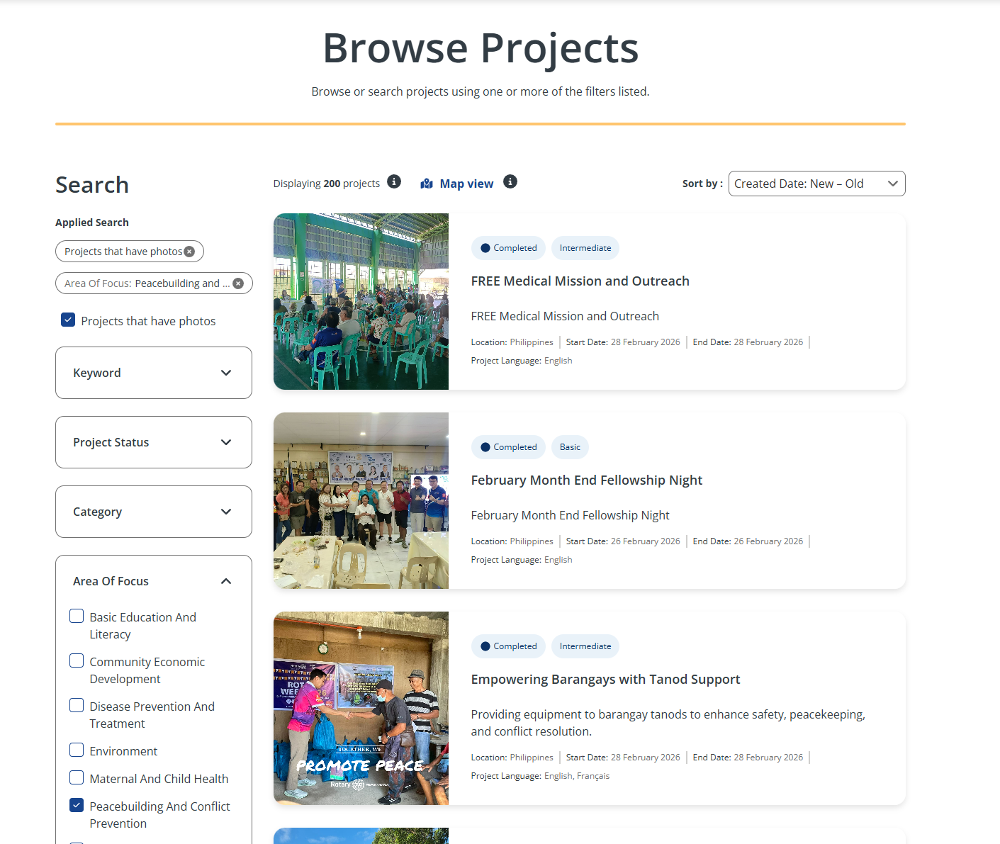 Browse Projects
Browse or search projects using one or more of the filters listed.
Search
Applied Search
Projects that have photos
Area Of Focus: Peacebuilding and ...
Projects that have photos
Keyword
Project Status
Category
Area Of Focus
Basic Education And
Literacy
Community Economic
Development
Disease Prevention And
Treatment
Environment
Maternal And Child Health
Peacebuilding And Conflict
Prevention
Displaying 200 projects
Map view
Sort by :
Created Date: New – Old
Completed
Intermediate
FREE Medical Mission and Outreach
FREE Medical Mission and Outreach
Location: Philippines
Start Date: 28 February 2026
End Date: 28 February 2026
Project Language: English
Completed
Basic
February Month End Fellowship Night
February Month End Fellowship Night
Location: Philippines
Start Date: 26 February 2026
End Date: 26 February 2026
Project Language: English
TOGETHER, WE
PROMOTE PEACE
Rotary
Completed
Intermediate
Empowering Barangays with Tanod Support
Providing equipment to barangay tanods to enhance safety, peacekeeping,
and conflict resolution.
Location: Philippines
Start Date: 28 February 2026
End Date: 28 February 2026
Project Language: English, Français